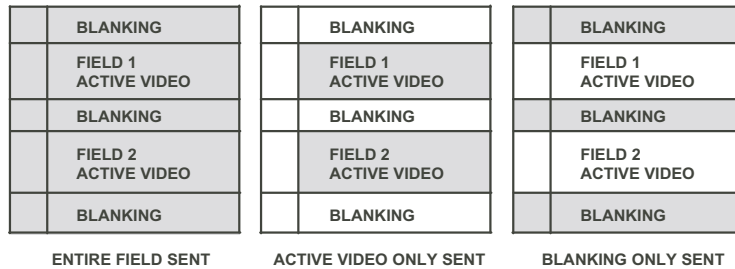 BLANKING
FIELD 1
ACTIVE VIDEO
BLANKING
FIELD 2
ACTIVE VIDEO
BLANKING
ENTIRE FIELD SENT
BLANKING
FIELD 1
ACTIVE VIDEO
BLANKING
FIELD 2
ACTIVE VIDEO
BLANKING
ACTIVE VIDEO ONLY SENT
BLANKING
FIELD 1
ACTIVE VIDEO
BLANKING
FIELD 2
ACTIVE VIDEO
BLANKING
BLANKING ONLY SENT